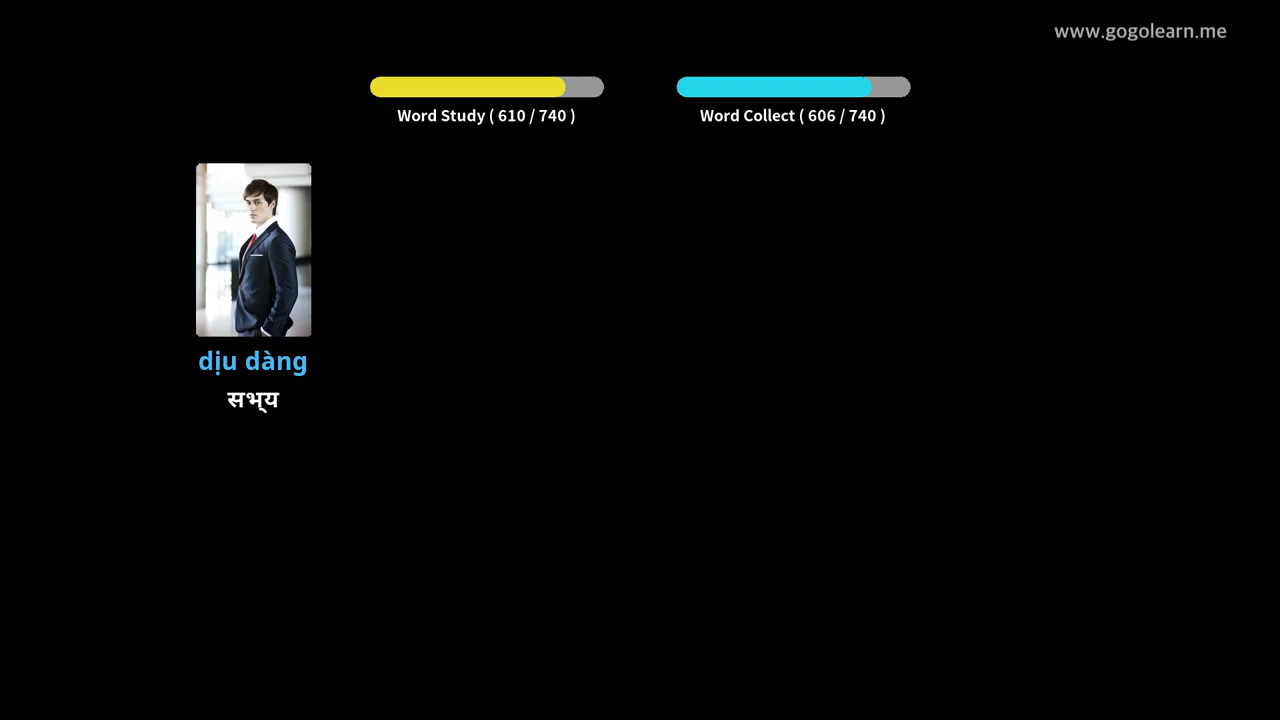 www.gogolearn.me
Word Study ( 610 / 740 )
Word Collect ( 606 / 740 )
dịu dàng
सभ्य